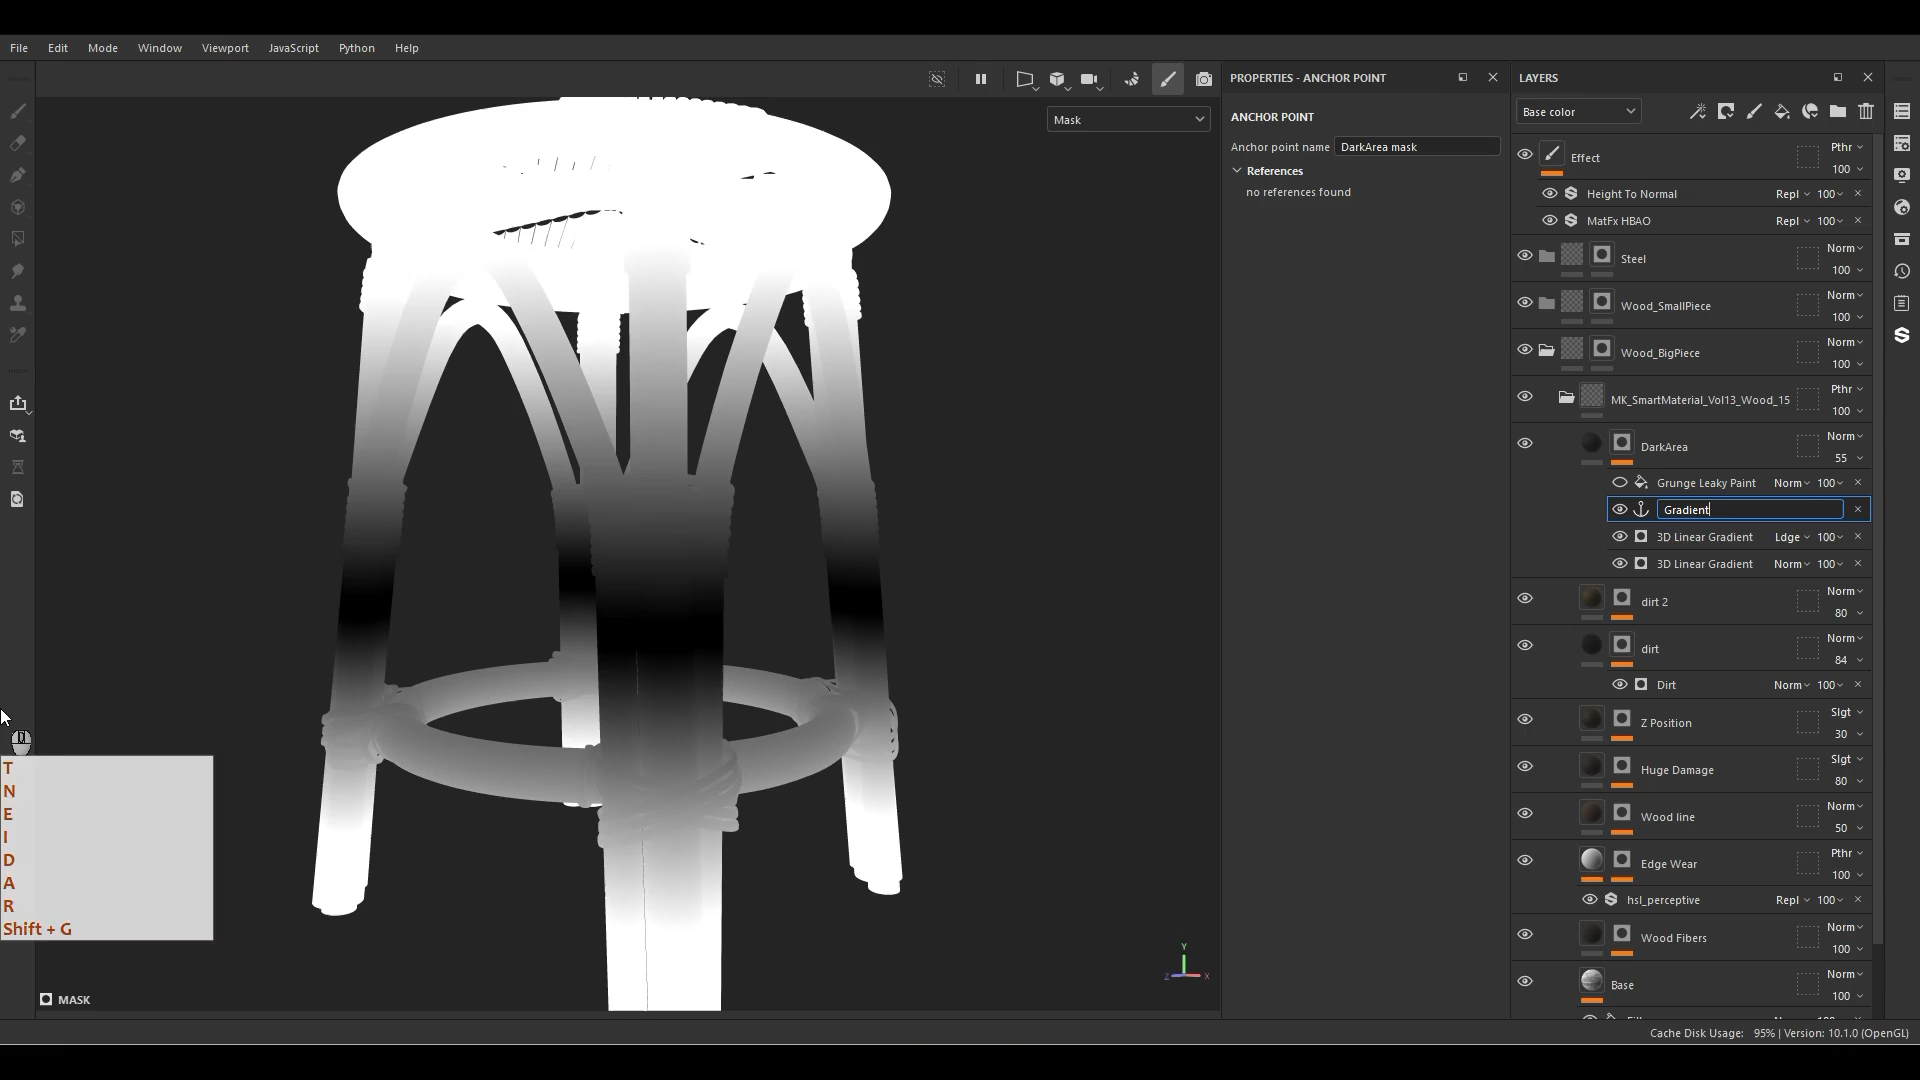 File Edit Mode Window Viewport JavaScript Python Help
PROPERTIES - ANCHOR POINT
LAYERS
Mask
ANCHOR POINT
Anchor point name DarkArea mask
References
no references found
Base color
Effect Pthr 100
Height To Normal Repl 100
MatFx HBAO Repl 100
Steel Norm 100
Wood_SmallPiece Norm 100
Wood_BigPiece Norm 100
MK_SmartMaterial_Vol13_Wood_15 Pthr 100
DarkArea Norm 55
Grunge Leaky Paint Norm 100
Gradient
3D Linear Gradient Ldge 100
3D Linear Gradient Norm 100
dirt 2 Norm 80
dirt Norm 84
Dirt Norm 100
Z Position Slgt 30
Huge Damage Slgt 80
Wood line Norm 50
Edge Wear Pthr 100
hsl_perceptive Repl 100
Wood Fibers Norm 100
Base Norm 100
T
N
E
I
D
A
R
Shift + G
Y
Z X
MASK
Cache Disk Usage: 95% | Version: 10.1.0 (OpenGL)